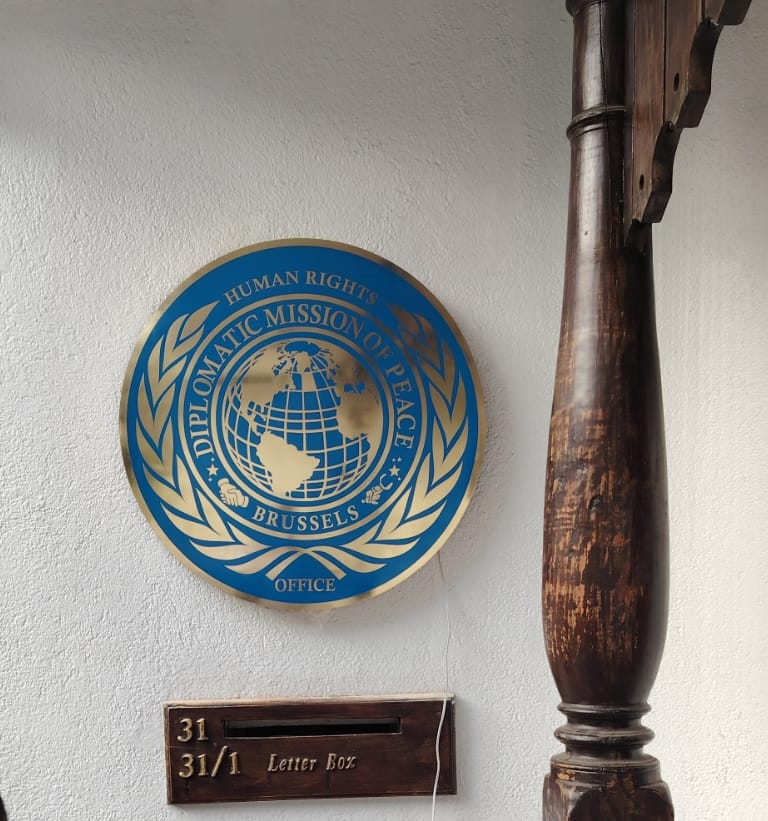 HUMAN RIGHTS
DIPLOMATIC MISSION OF PEACE
BRUSSELS
OFFICE
31
31/1 Letter Box